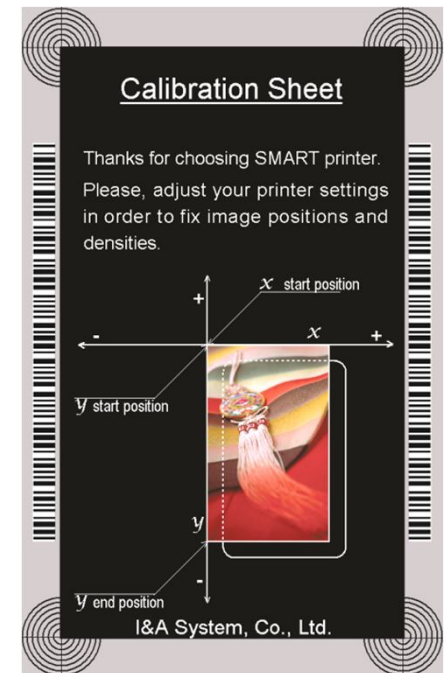 Calibration Sheet
Thanks for choosing SMART printer.
Please, adjust your printer settings
in order to fix image positions and
densities.
x start position
+
- x +
y start position
y
y end position
-
I&A System, Co., Ltd.